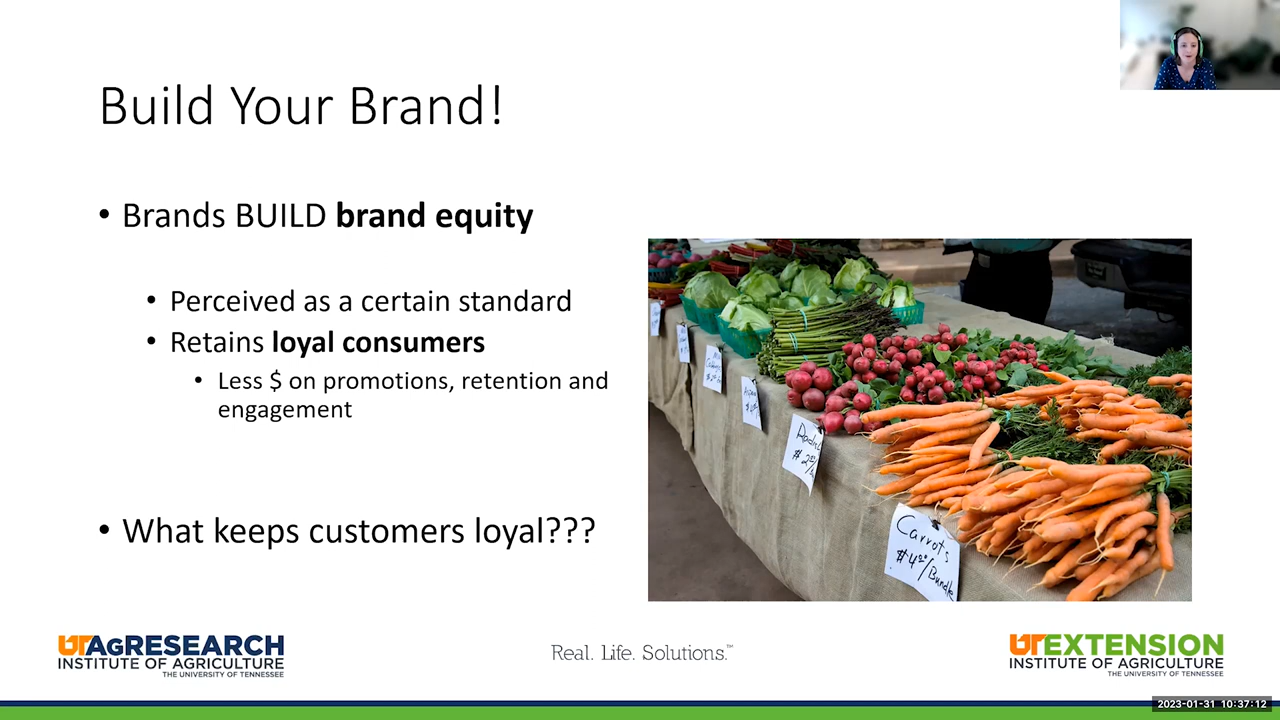 Build Your Brand!
• Brands BUILD brand equity
• Perceived as a certain standard
• Retains loyal consumers
• Less $ on promotions, retention and
engagement
• What keeps customers loyal???
Carrots
$4
/Bundle
UTAGRESEARCH
INSTITUTE OF AGRICULTURE
THE UNIVERSITY OF TENNESSEE
Real. Life. Solutions.™
UTEXTENSION
INSTITUTE OF AGRICULTURE
THE UNIVERSITY OF TENNESSEE
2023-01-31 10:37:12